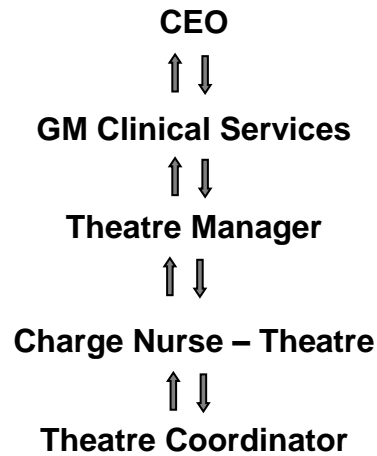 CEO
GM Clinical Services
Theatre Manager
Charge Nurse – Theatre
Theatre Coordinator